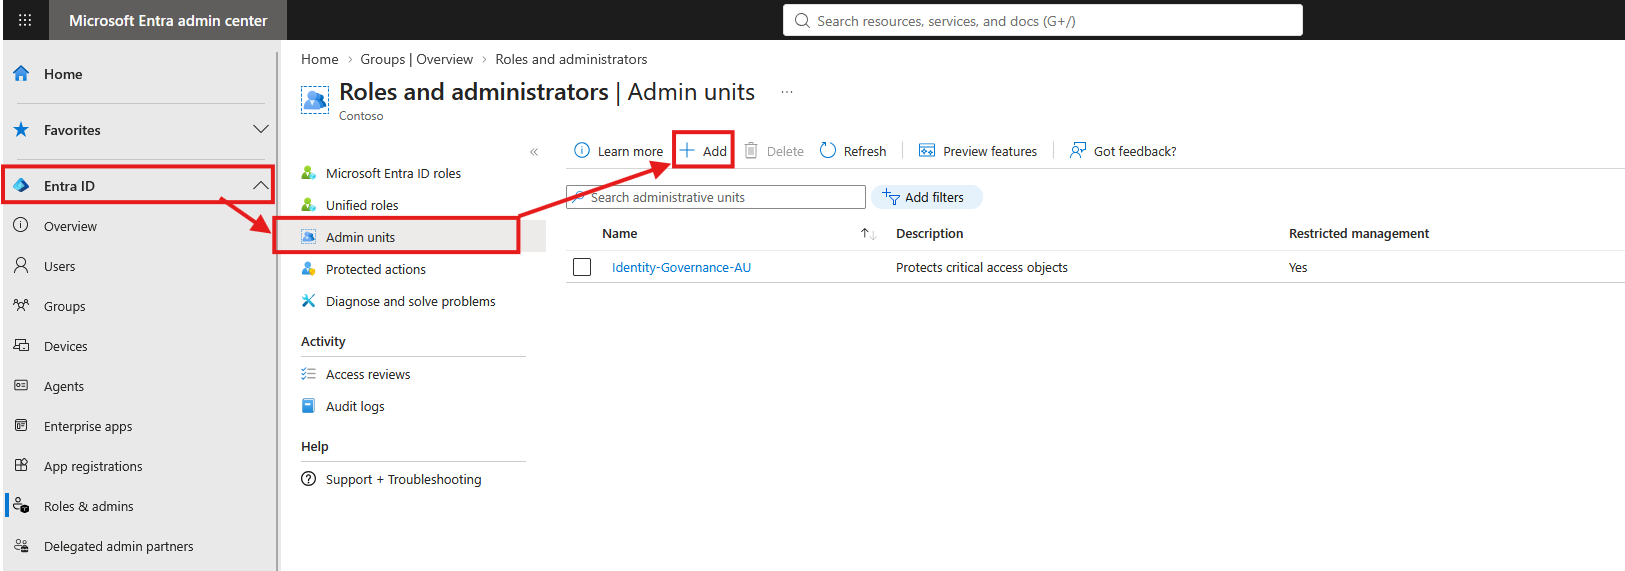 Microsoft Entra admin center
Search resources, services, and docs (G+/)
Home
Favorites
Entra ID
Overview
Users
Groups
Devices
Agents
Enterprise apps
App registrations
Roles & admins
Delegated admin partners
Home > Groups | Overview > Roles and administrators
Roles and administrators | Admin units ...
Contoso
«
Microsoft Entra ID roles
Unified roles
Admin units
Protected actions
Diagnose and solve problems
Activity
Access reviews
Audit logs
Help
Support + Troubleshooting
Learn more + Add Delete Refresh Preview features Got feedback?
Search administrative units Add filters
Name ↑↓ Description Restricted management
Identity-Governance-AU Protects critical access objects Yes